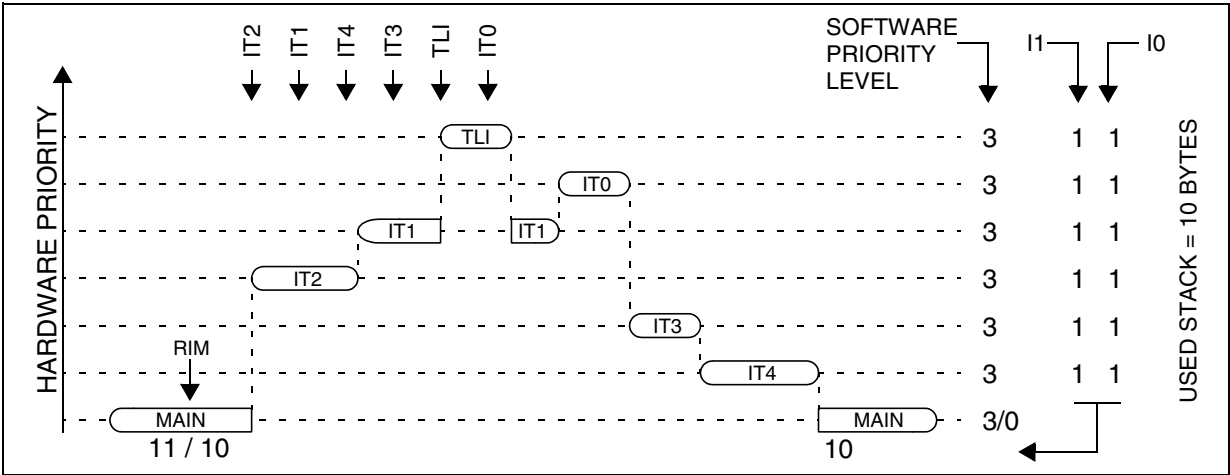 IT2
IT1
IT4
IT3
TLI
IT0
SOFTWARE
PRIORITY
LEVEL
I1
I0
HARDWARE PRIORITY
TLI
3
1 1
IT0
3
1 1
IT1
IT1
3
1 1
IT2
3
1 1
IT3
3
1 1
RIM
IT4
3
1 1
MAIN
MAIN
3/0
11 / 10
10
USED STACK = 10 BYTES